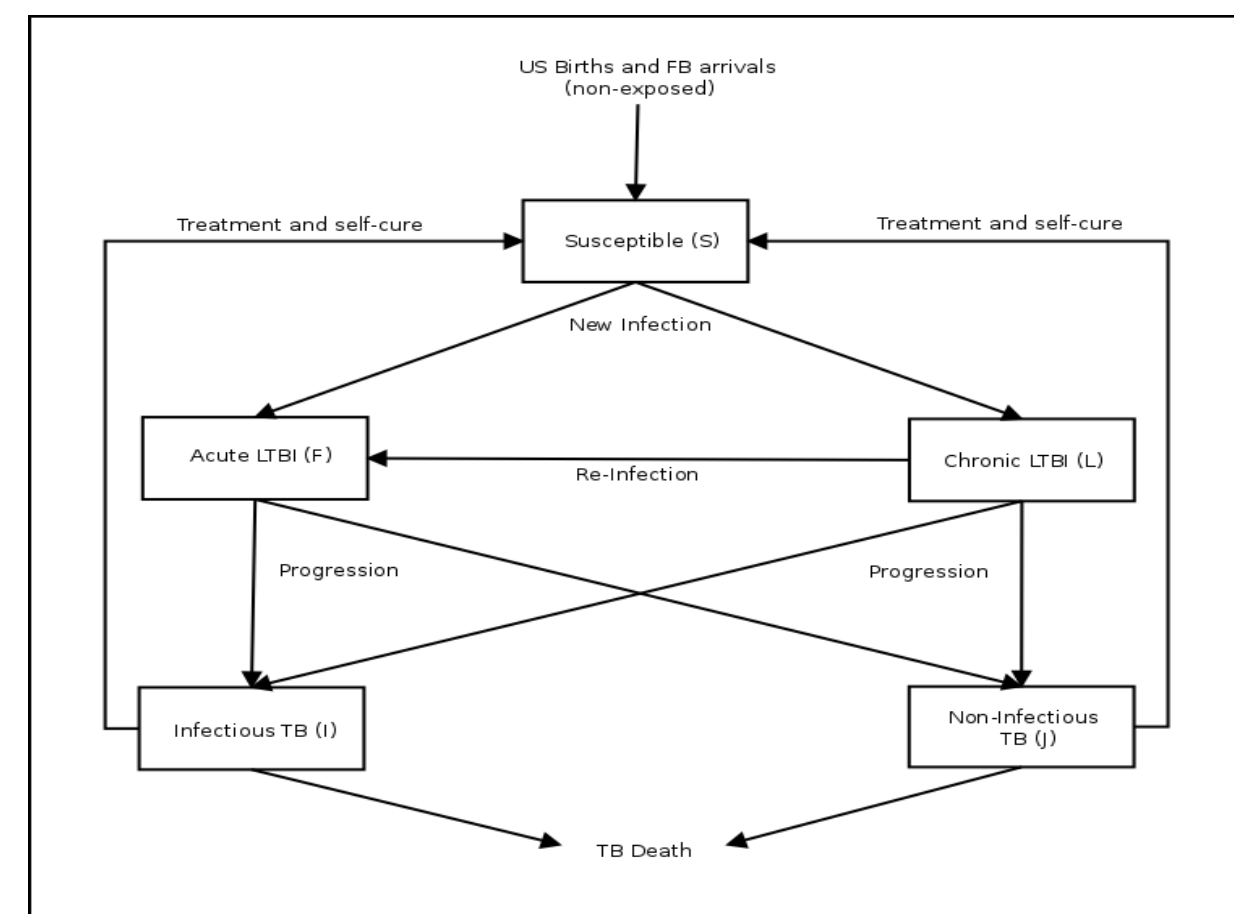 US Births and FB arrivals
(non-exposed)
Treatment and self-cure
Treatment and self-cure
Susceptible (S)
New Infection
Acute LTBI (F)
Chronic LTBI (L)
Re-Infection
Progression
Progression
Infectious TB (I)
Non-Infectious
TB (J)
TB Death